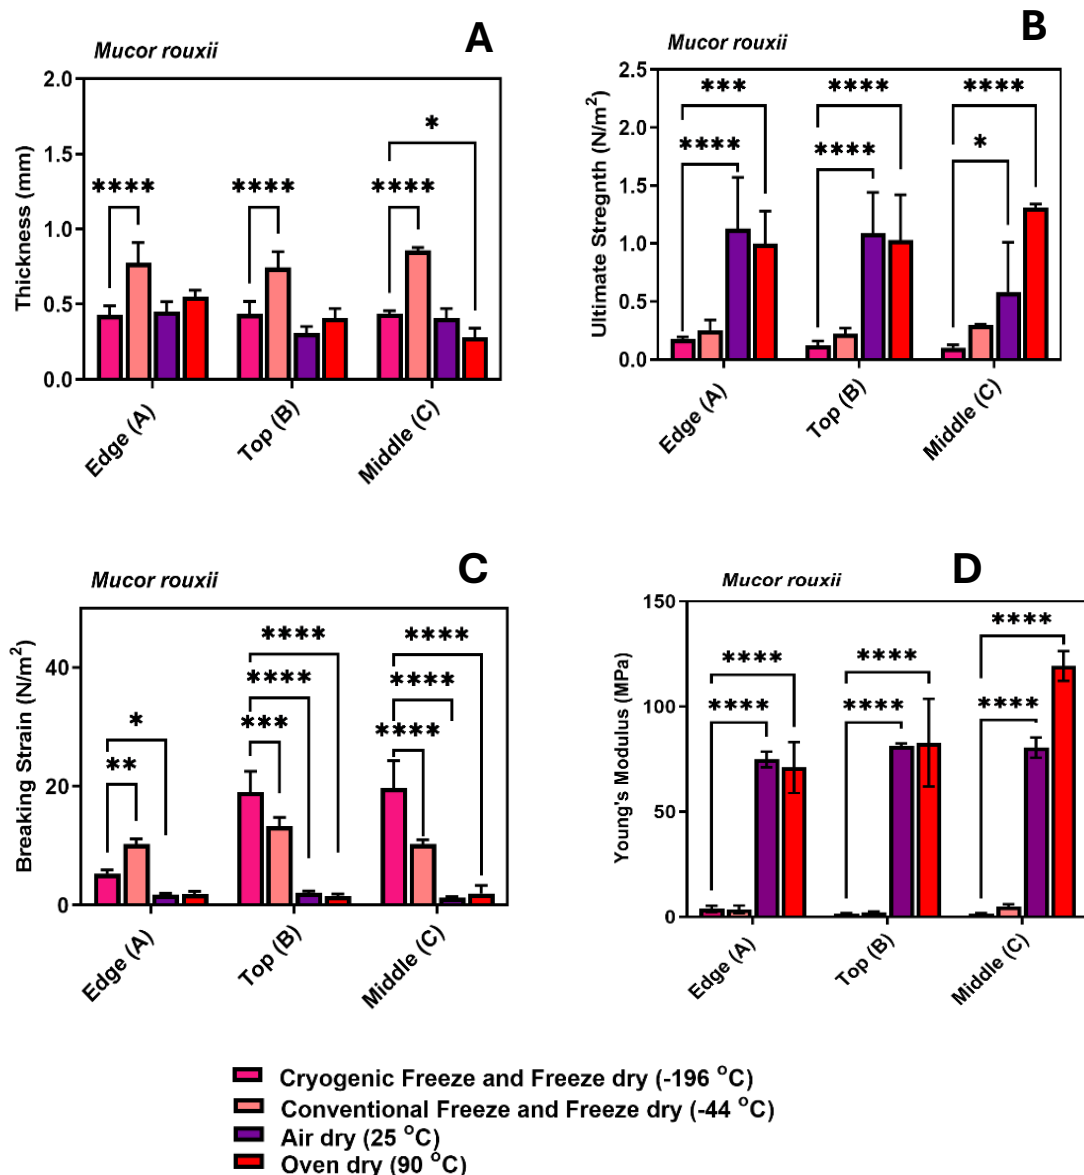 A
Mucor rouxii
2.0
1.5
1.0
0.5
0.0
Thickness (mm)
****
****
****
*
Edge (A)
Top (B)
Middle (C)
B
Mucor rouxii
2.5
2.0
1.5
1.0
0.5
0.0
Ultimate Stregnth (N/m²)
***
****
****
****
****
*
Edge (A)
Top (B)
Middle (C)
C
Mucor rouxii
40
20
0
Breaking Strain (N/m²)
*
**
****
****
***
****
****
****
Edge (A)
Top (B)
Middle (C)
D
Mucor rouxii
150
100
50
0
Young's Modulus (MPa)
****
****
****
****
****
****
Edge (A)
Top (B)
Middle (C)
Cryogenic Freeze and Freeze dry (-196 °C)
Conventional Freeze and Freeze dry (-44 °C)
Air dry (25 °C)
Oven dry (90 °C)